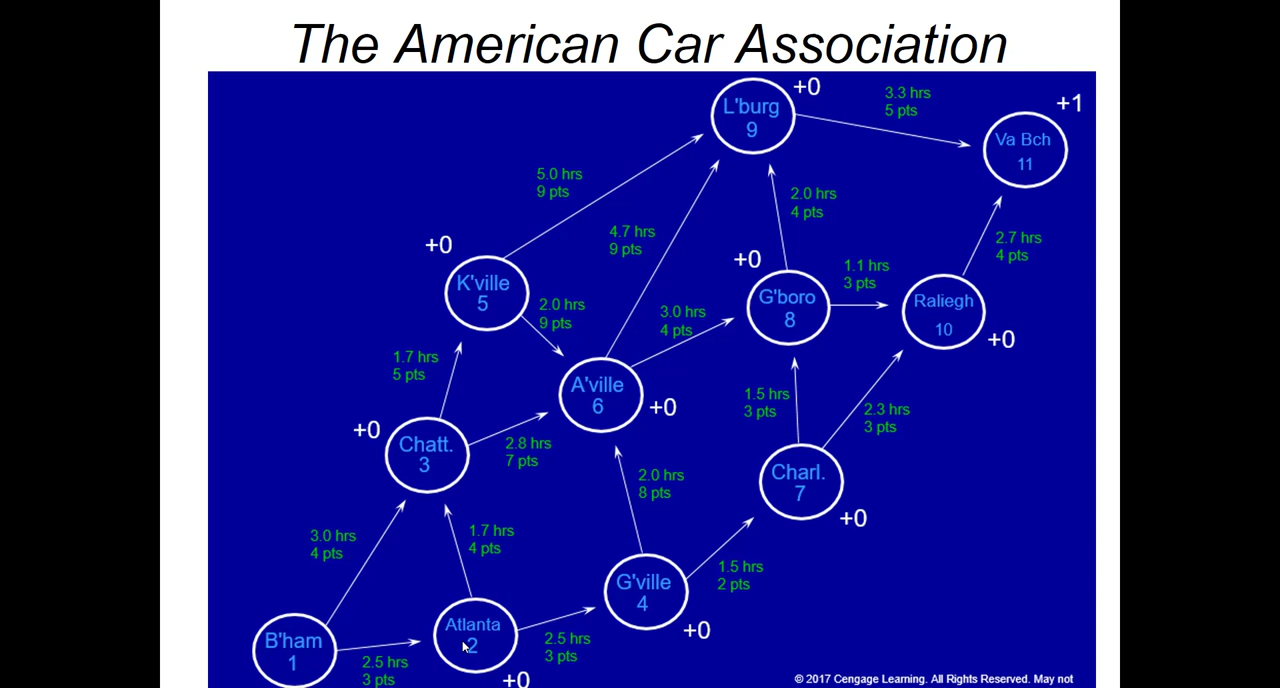 The American Car Association
L'burg
9
+0
3.3 hrs
5 pts
+1
Va Bch
11
5.0 hrs
9 pts
4.7 hrs
9 pts
2.0 hrs
4 pts
2.7 hrs
4 pts
+0
K'ville
5
+0
G'boro
8
1.1 hrs
3 pts
Raliegh
10
+0
2.0 hrs
9 pts
3.0 hrs
4 pts
1.7 hrs
5 pts
A'ville
6
+0
1.5 hrs
3 pts
2.3 hrs
3 pts
+0
Chatt.
3
2.8 hrs
7 pts
2.0 hrs
8 pts
Charl.
7
+0
3.0 hrs
4 pts
1.7 hrs
4 pts
G'ville
4
+0
1.5 hrs
2 pts
B'ham
1
2.5 hrs
3 pts
Atlanta
2
+0
2.5 hrs
3 pts
© 2017 Cengage Learning. All Rights Reserved. May not